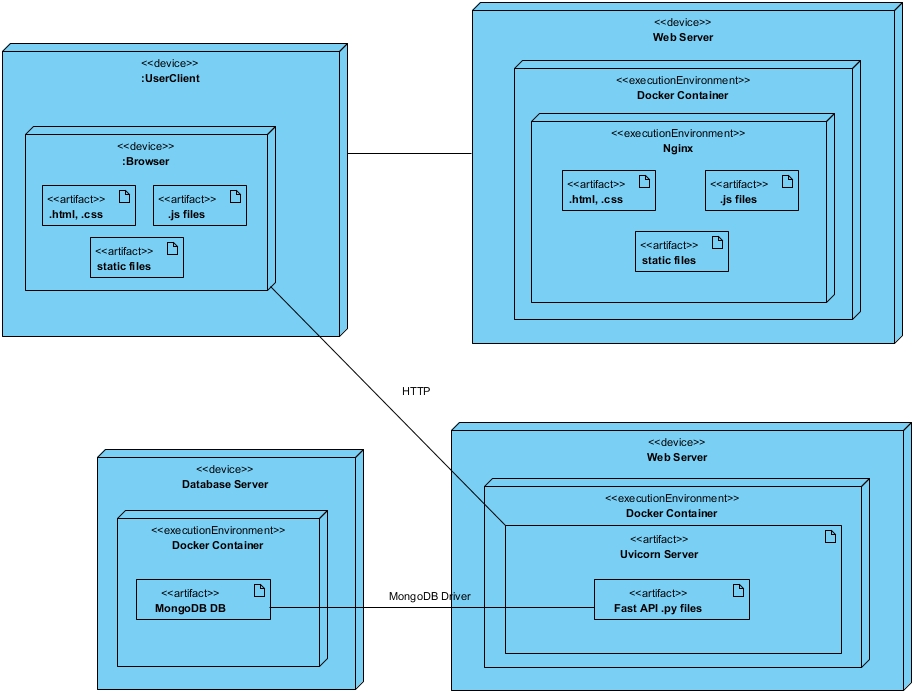 <<device>>
:UserClient
<<device>>
:Browser
<<artifact>>
.html, .css
<<artifact>>
.js files
<<artifact>>
static files
<<device>>
Web Server
<<executionEnvironment>>
Docker Container
<<executionEnvironment>>
Nginx
<<artifact>>
.html, .css
<<artifact>>
.js files
<<artifact>>
static files
HTTP
<<device>>
Database Server
<<executionEnvironment>>
Docker Container
<<artifact>>
MongoDB DB
MongoDB Driver
<<device>>
Web Server
<<executionEnvironment>>
Docker Container
<<artifact>>
Uvicorn Server
<<artifact>>
Fast API .py files